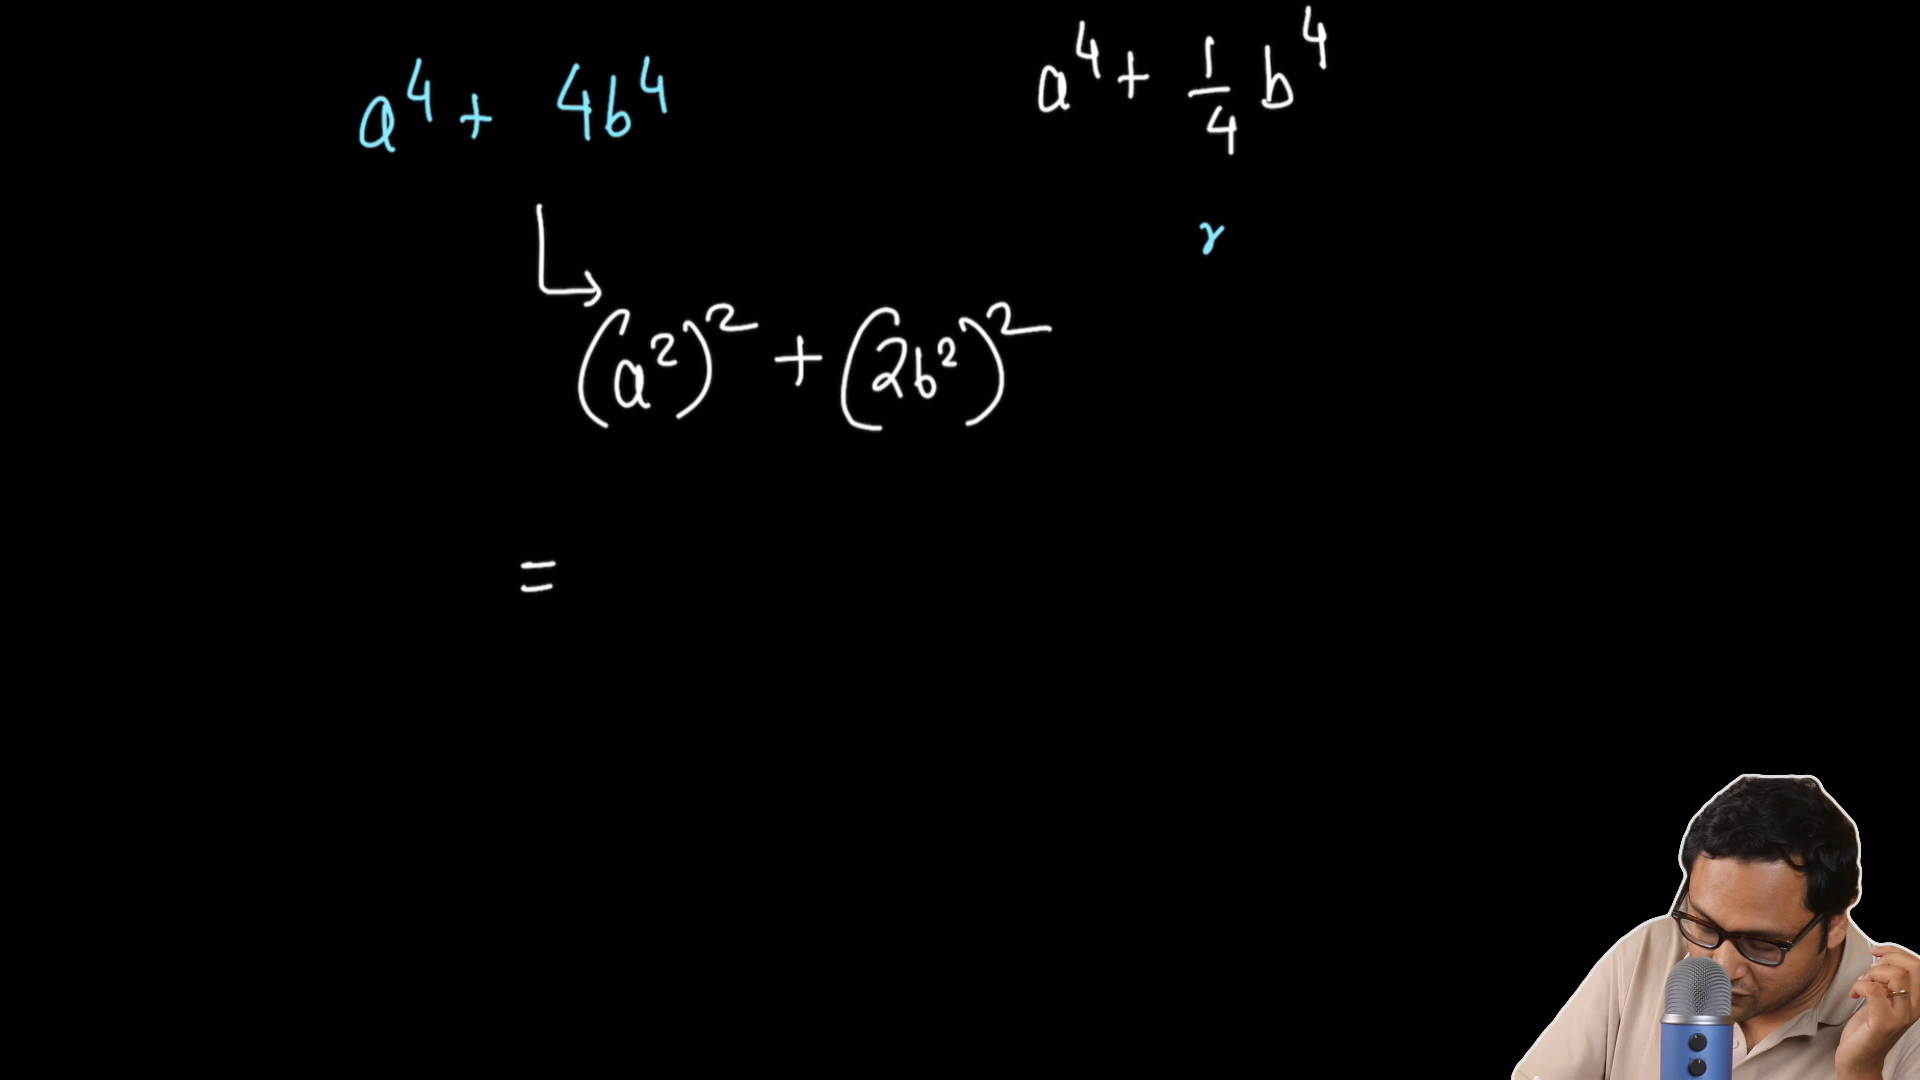 a⁴ + 4b⁴
a⁴ + 1/4 b⁴
(a²)² + (2b²)²
=